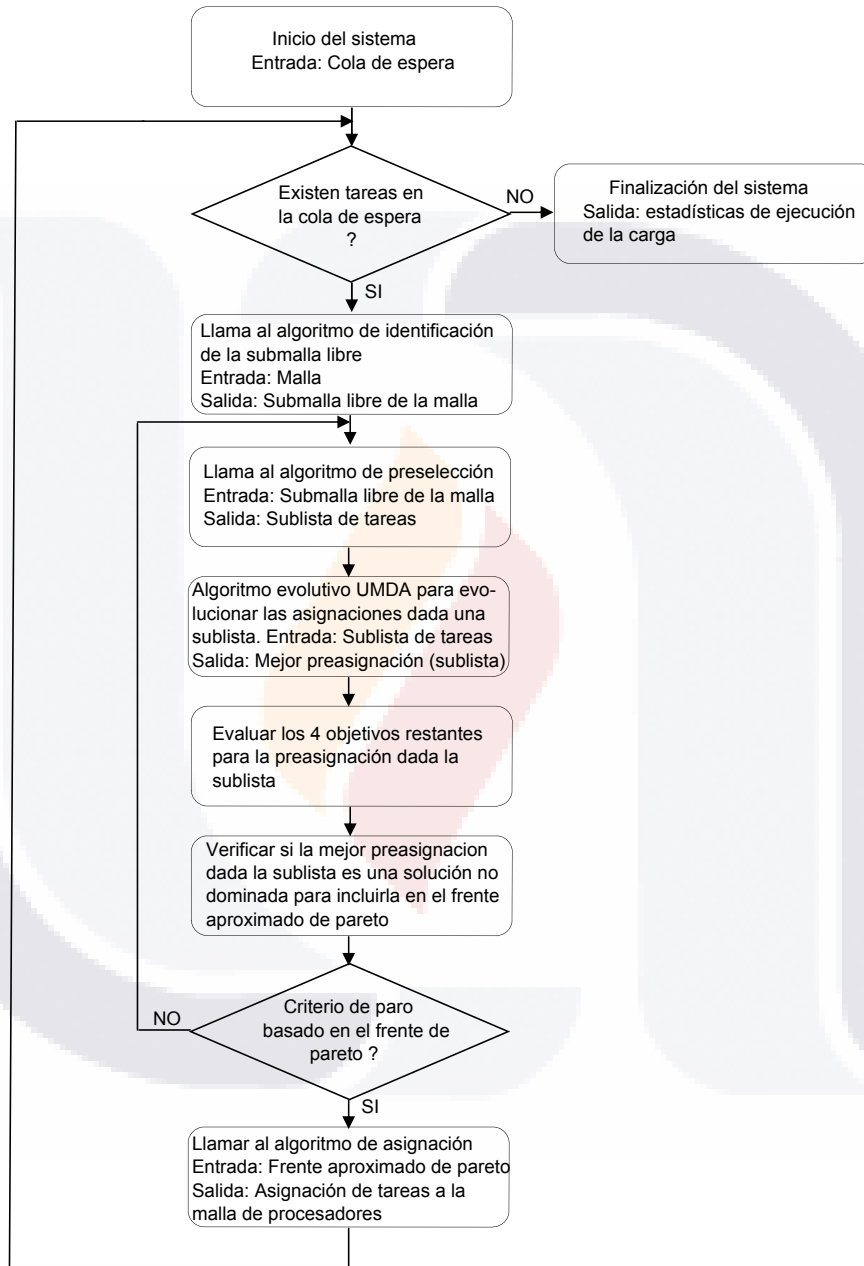 Inicio del sistema
Entrada: Cola de espera
Existen tareas en
la cola de espera
?
NO
Finalización del sistema
Salida: estadísticas de ejecución
de la carga
SI
Llama al algoritmo de identificación
de la submalla libre
Entrada: Malla
Salida: Submalla libre de la malla
Llama al algoritmo de preselección
Entrada: Submalla libre de la malla
Salida: Sublista de tareas
Algoritmo evolutivo UMDA para evo-
lucionar las asignaciones dada una
sublista. Entrada: Sublista de tareas
Salida: Mejor preasignación (sublista)
Evaluar los 4 objetivos restantes
para la preasignación dada la
sublista
Verificar si la mejor preasignacion
dada la sublista es una solución no
dominada para incluirla en el frente
aproximado de pareto
NO
Criterio de paro
basado en el frente de
pareto ?
SI
Llamar al algoritmo de asignación
Entrada: Frente aproximado de pareto
Salida: Asignación de tareas a la
malla de procesadores